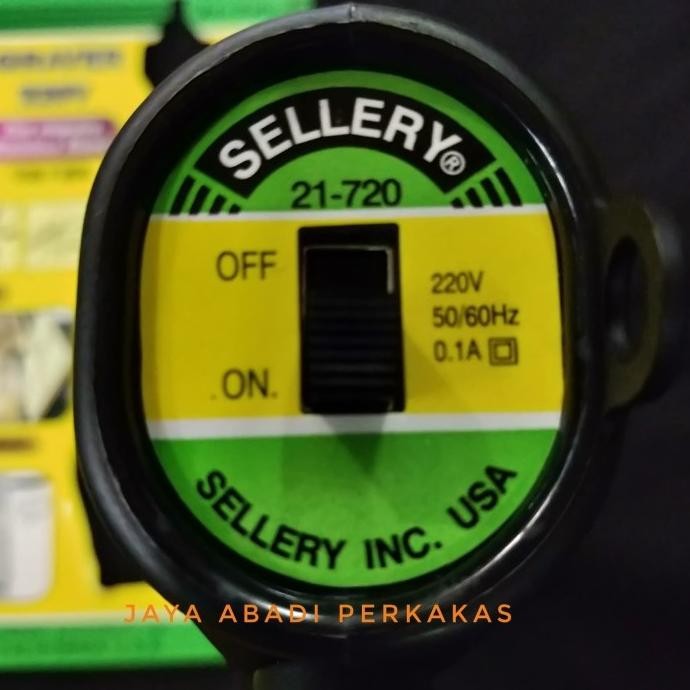 SELLERY®
21-720
OFF
220V
50/60Hz
0.1A
.ON.
SELLERY INC. USA
JAYA ABADI PERKAKAS